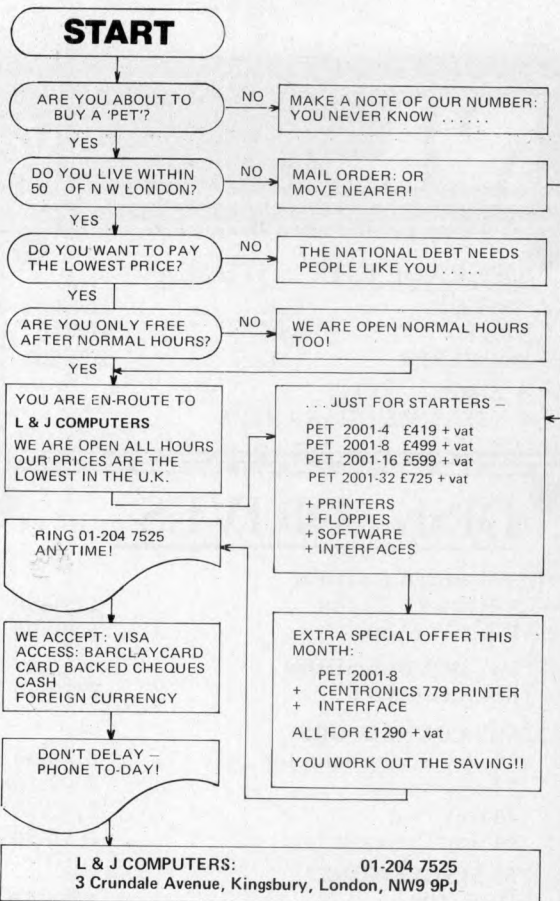 START
ARE YOU ABOUT TO
BUY A 'PET'?
NO
MAKE A NOTE OF OUR NUMBER:
YOU NEVER KNOW ......
YES
DO YOU LIVE WITHIN
50 OF N W LONDON?
NO
MAIL ORDER: OR
MOVE NEARER!
YES
DO YOU WANT TO PAY
THE LOWEST PRICE?
NO
THE NATIONAL DEBT NEEDS
PEOPLE LIKE YOU .....
YES
ARE YOU ONLY FREE
AFTER NORMAL HOURS?
NO
WE ARE OPEN NORMAL HOURS
TOO!
YES
YOU ARE EN-ROUTE TO
L & J COMPUTERS
WE ARE OPEN ALL HOURS
OUR PRICES ARE THE
LOWEST IN THE U.K.
... JUST FOR STARTERS –
PET 2001-4 £419 + vat
PET 2001-8 £499 + vat
PET 2001-16 £599 + vat
PET 2001-32 £725 + vat
+ PRINTERS
+ FLOPPIES
+ SOFTWARE
+ INTERFACES
RING 01-204 7525
ANYTIME!
WE ACCEPT: VISA
ACCESS: BARCLAYCARD
CARD BACKED CHEQUES
CASH
FOREIGN CURRENCY
EXTRA SPECIAL OFFER THIS
MONTH:
PET 2001-8
+ CENTRONICS 779 PRINTER
+ INTERFACE
ALL FOR £1290 + vat
YOU WORK OUT THE SAVING!!
DON'T DELAY –
PHONE TO-DAY!
L & J COMPUTERS: 01-204 7525
3 Crundale Avenue, Kingsbury, London, NW9 9PJ